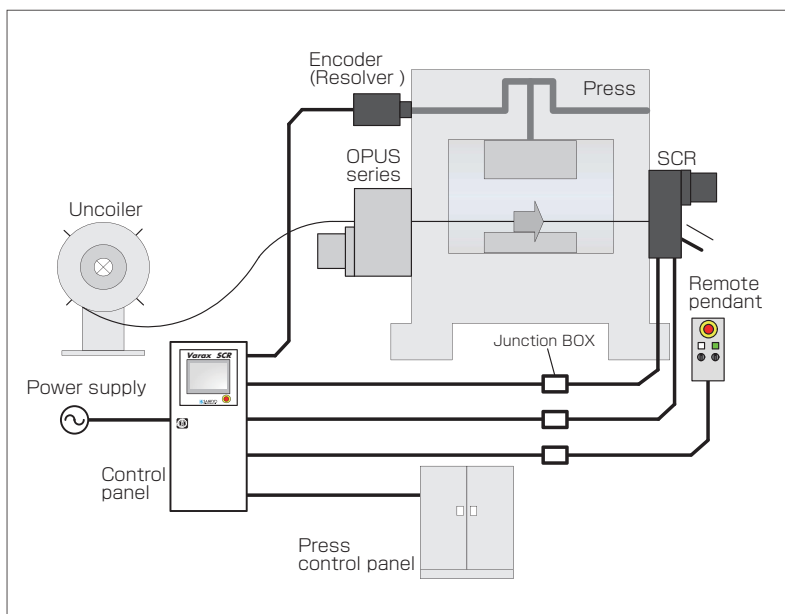 Encoder
(Resolver )
Press
OPUS
series
SCR
Uncoiler
Remote
pendant
Junction BOX
Varax SCR
Power supply
Control
panel
Press
control panel